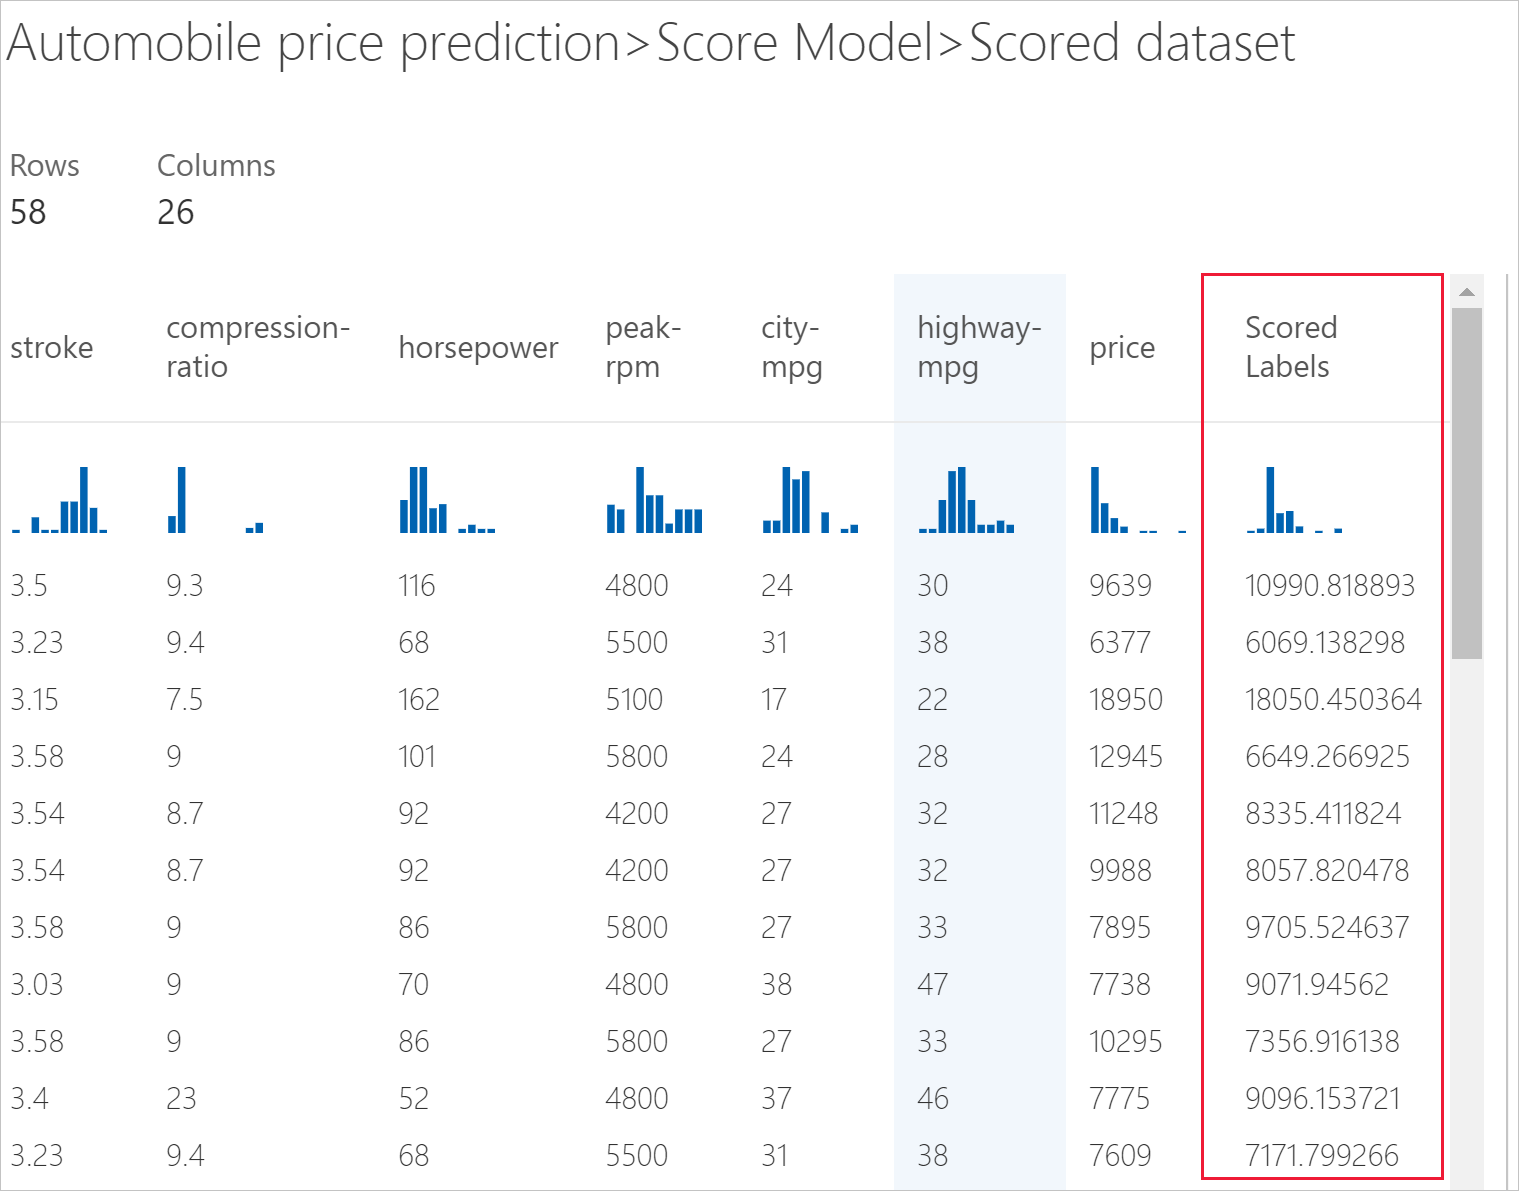 Automobile price prediction>Score Model>Scored dataset
Rows Columns
58 26
stroke compression-ratio horsepower peak-rpm city-mpg highway-mpg price Scored Labels
3.5 9.3 116 4800 24 30 9639 10990.818893
3.23 9.4 68 5500 31 38 6377 6069.138298
3.15 7.5 162 5100 17 22 18950 18050.450364
3.58 9 101 5800 24 28 12945 6649.266925
3.54 8.7 92 4200 27 32 11248 8335.411824
3.54 8.7 92 4200 27 32 9988 8057.820478
3.58 9 86 5800 27 33 7895 9705.524637
3.03 9 70 4800 38 47 7738 9071.94562
3.58 9 86 5800 27 33 10295 7356.916138
3.4 23 52 4800 37 46 7775 9096.153721
3.23 9.4 68 5500 31 38 7609 7171.799266